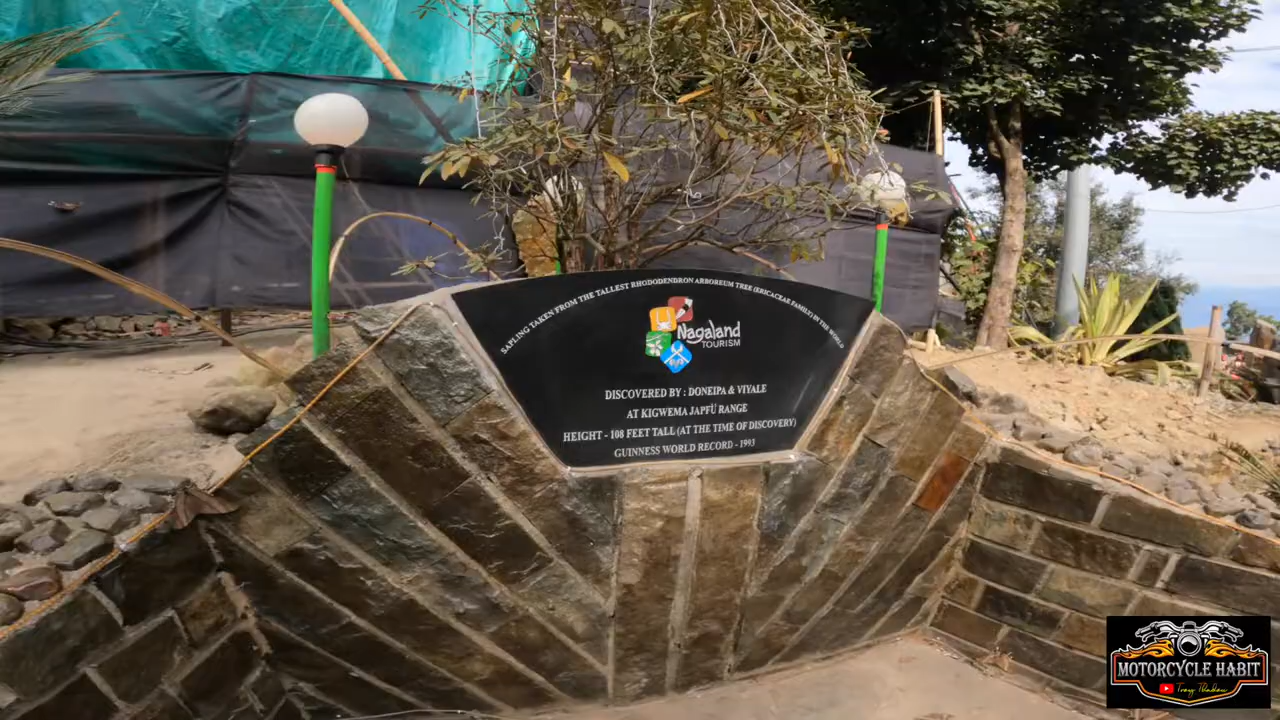 SAPLING TAKEN FROM THE TALLEST RHODODENDRON ARBOREUM TREE (ERICACEAE FAMILY) IN THE WORLD
Nagaland
TOURISM
DISCOVERED BY : DONEIPA & VIYALE
AT KIGWEMA JAPFÜ RANGE
HEIGHT - 108 FEET TALL (AT THE TIME OF DISCOVERY)
GUINNESS WORLD RECORD - 1993
MOTORCYCLE HABIT